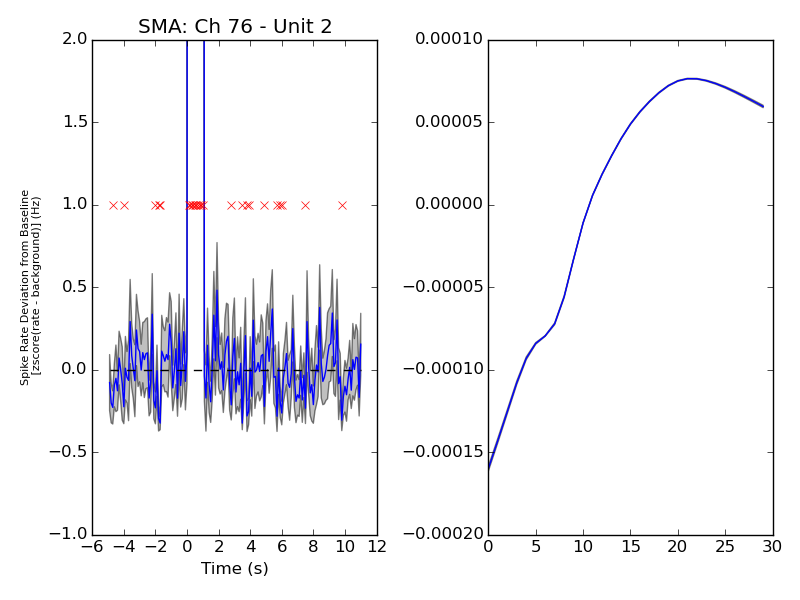 SMA: Ch 76 - Unit 2
2.0
1.5
1.0
0.5
0.0
−0.5
−1.0
−6 −4 −2 0 2 4 6 8 10 12
Time (s)
Spike Rate Deviation from Baseline
[zscore(rate - background)] (Hz)
0.00010
0.00005
0.00000
−0.00005
−0.00010
−0.00015
−0.00020
0 5 10 15 20 25 30